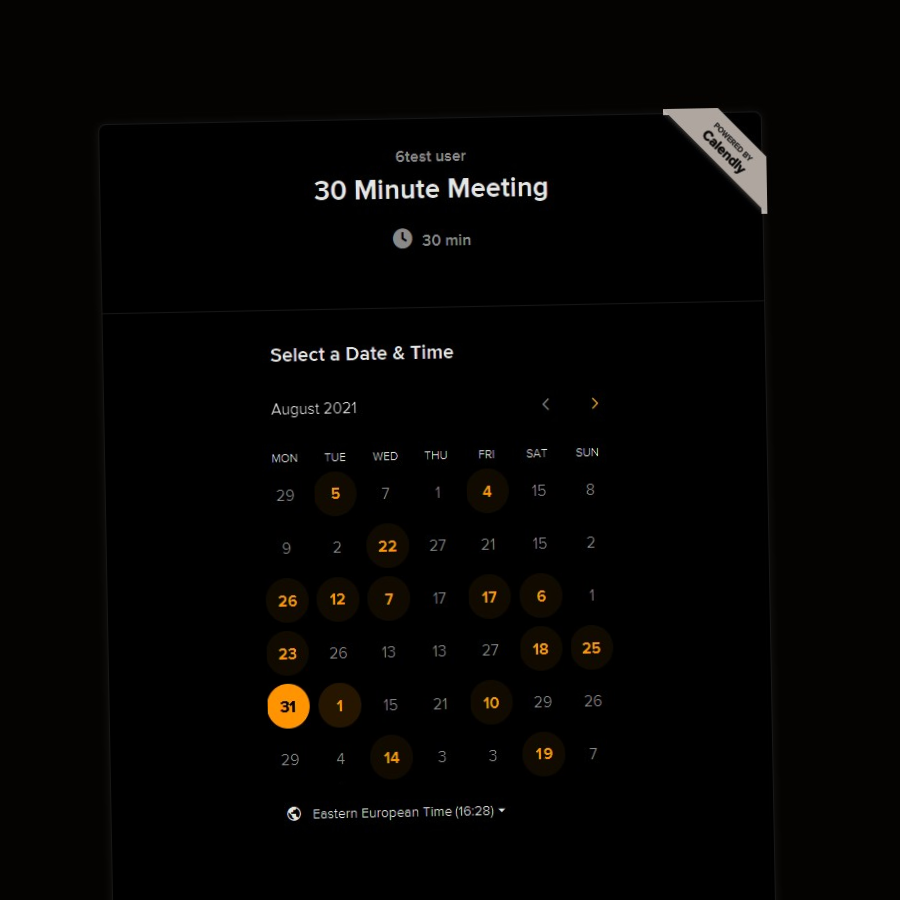 POWERED BY
Calendly
6test user
30 Minute Meeting
30 min
Select a Date & Time
August 2021
MON TUE WED THU FRI SAT SUN
29 5 7 1 4 15 8
9 2 22 27 21 15 2
26 12 7 17 17 6 1
23 26 13 13 27 18 25
31 1 15 21 10 29 26
29 4 14 3 3 19 7
Eastern European Time (16:28)